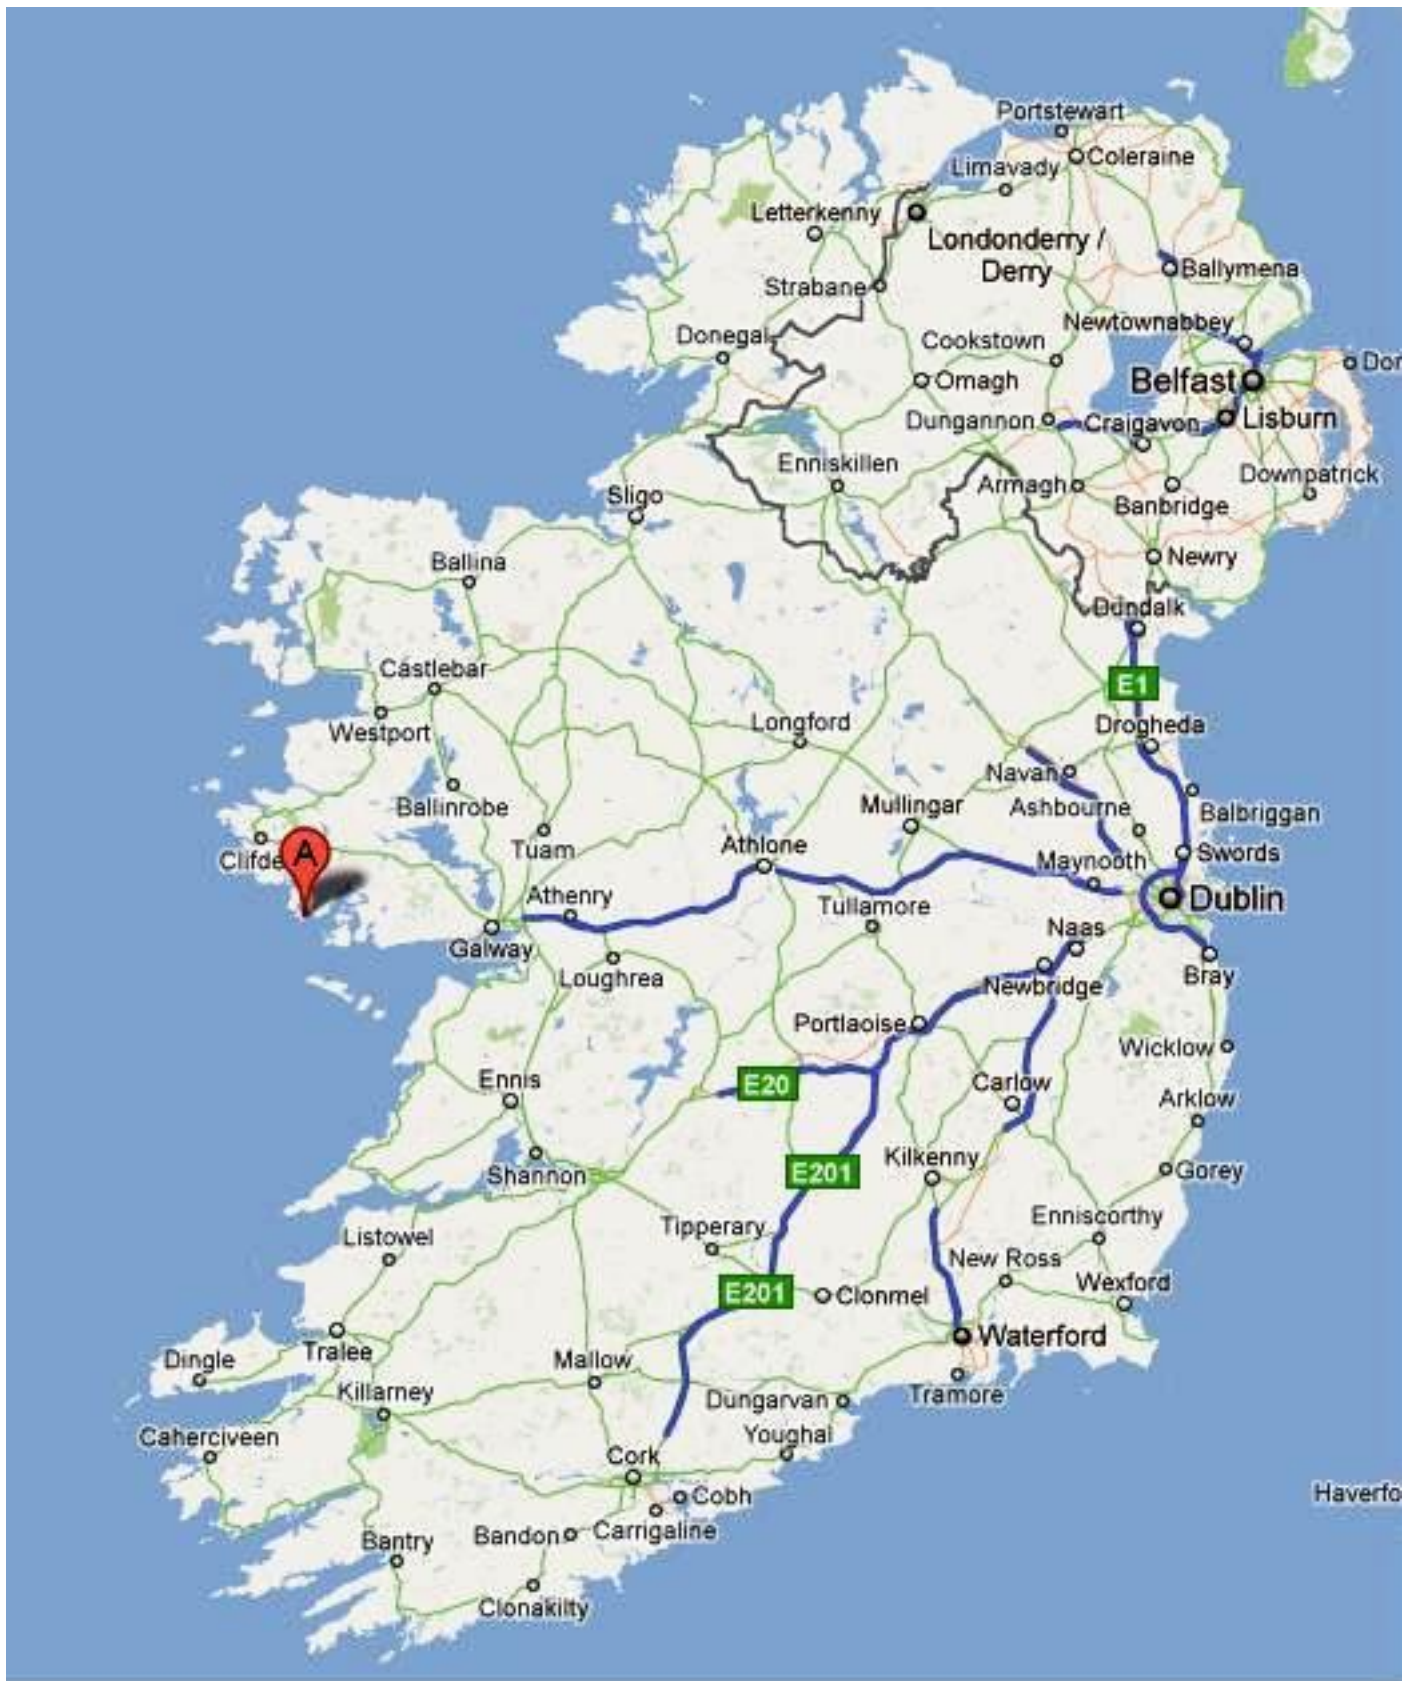 Portstewart
Coleraine
Limavady
Letterkenny
Londonderry /
Derry
Ballymena
Strabane
Newtownabbey
Donegal
Cookstown
Belfast
Omagh
Dungannon
Craigavon
Lisburn
Enniskillen
Downpatrick
Sligo
Armagh
Banbridge
Ballina
Newry
Dundalk
Castlebar
E1
Westport
Longford
Drogheda
Navan
Ballinrobe
Mullingar
Ashbourne
Balbriggan
A
Tuam
Athlone
Maynooth
Swords
Athenry
Tullamore
Dublin
Galway
Naas
Loughrea
Newbridge
Bray
Portlaoise
Wicklow
Ennis
E20
Carlow
Arklow
Shannon
E201
Kilkenny
Gorey
Listowel
Tipperary
Enniscorthy
New Ross
E201
Clonmel
Wexford
Dingle
Tralee
Mallow
Waterford
Killarney
Dungarvan
Tramore
Caherciveen
Youghal
Cork
Cobh
Haverfo
Bantry
Bandon
Carrigaline
Clonakilty